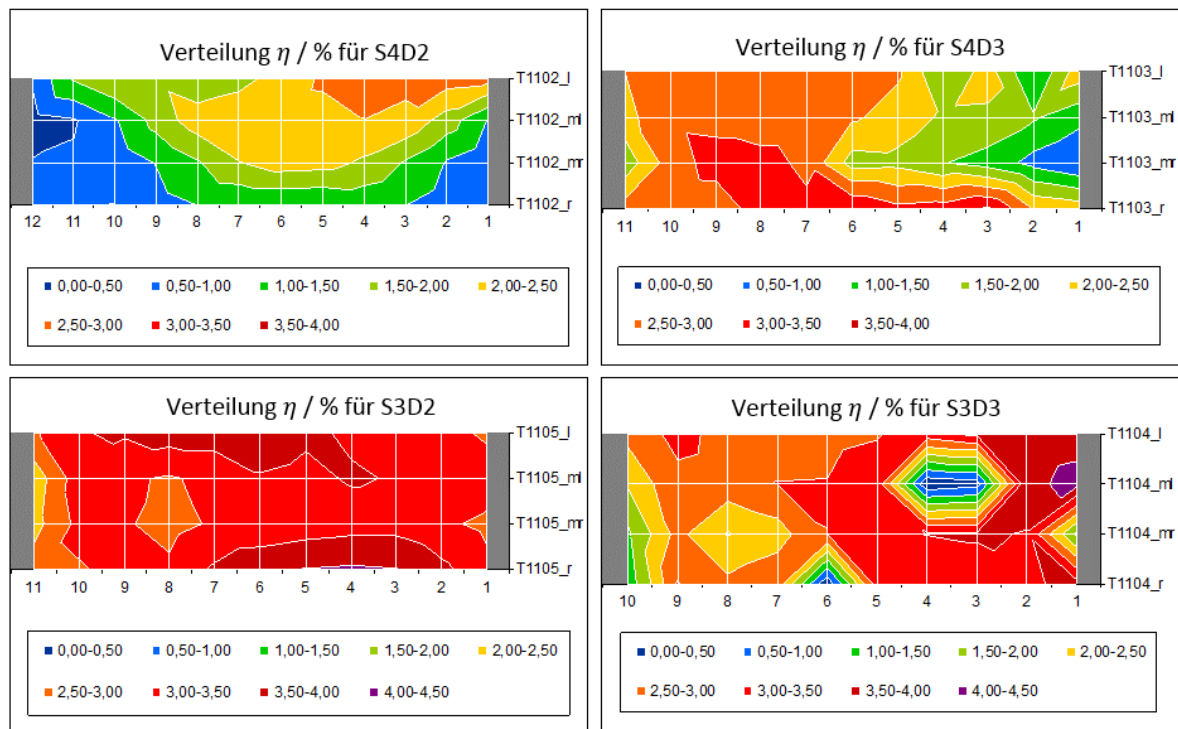 Verteilung η / % für S4D2
T1102_l
T1102_ml
T1102_mr
T1102_r
12 11 10 9 8 7 6 5 4 3 2 1
0,00-0,50 0,50-1,00 1,00-1,50 1,50-2,00 2,00-2,50
2,50-3,00 3,00-3,50 3,50-4,00
Verteilung η / % für S4D3
T1103_l
T1103_ml
T1103_mr
T1103_r
11 10 9 8 7 6 5 4 3 2 1
0,00-0,50 0,50-1,00 1,00-1,50 1,50-2,00 2,00-2,50
2,50-3,00 3,00-3,50 3,50-4,00
Verteilung η / % für S3D2
T1105_l
T1105_ml
T1105_mr
T1105_r
11 10 9 8 7 6 5 4 3 2 1
0,00-0,50 0,50-1,00 1,00-1,50 1,50-2,00 2,00-2,50
2,50-3,00 3,00-3,50 3,50-4,00 4,00-4,50
Verteilung η / % für S3D3
T1104_l
T1104_ml
T1104_mr
T1104_r
10 9 8 7 6 5 4 3 2 1
0,00-0,50 0,50-1,00 1,00-1,50 1,50-2,00 2,00-2,50
2,50-3,00 3,00-3,50 3,50-4,00 4,00-4,50